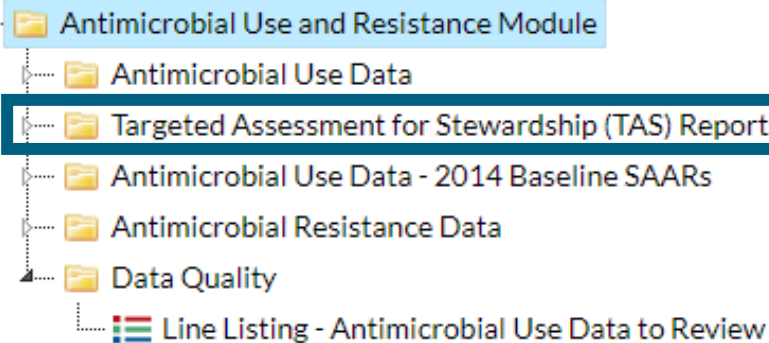 Antimicrobial Use and Resistance Module
Antimicrobial Use Data
Targeted Assessment for Stewardship (TAS) Report
Antimicrobial Use Data - 2014 Baseline SAARs
Antimicrobial Resistance Data
Data Quality
Line Listing - Antimicrobial Use Data to Review